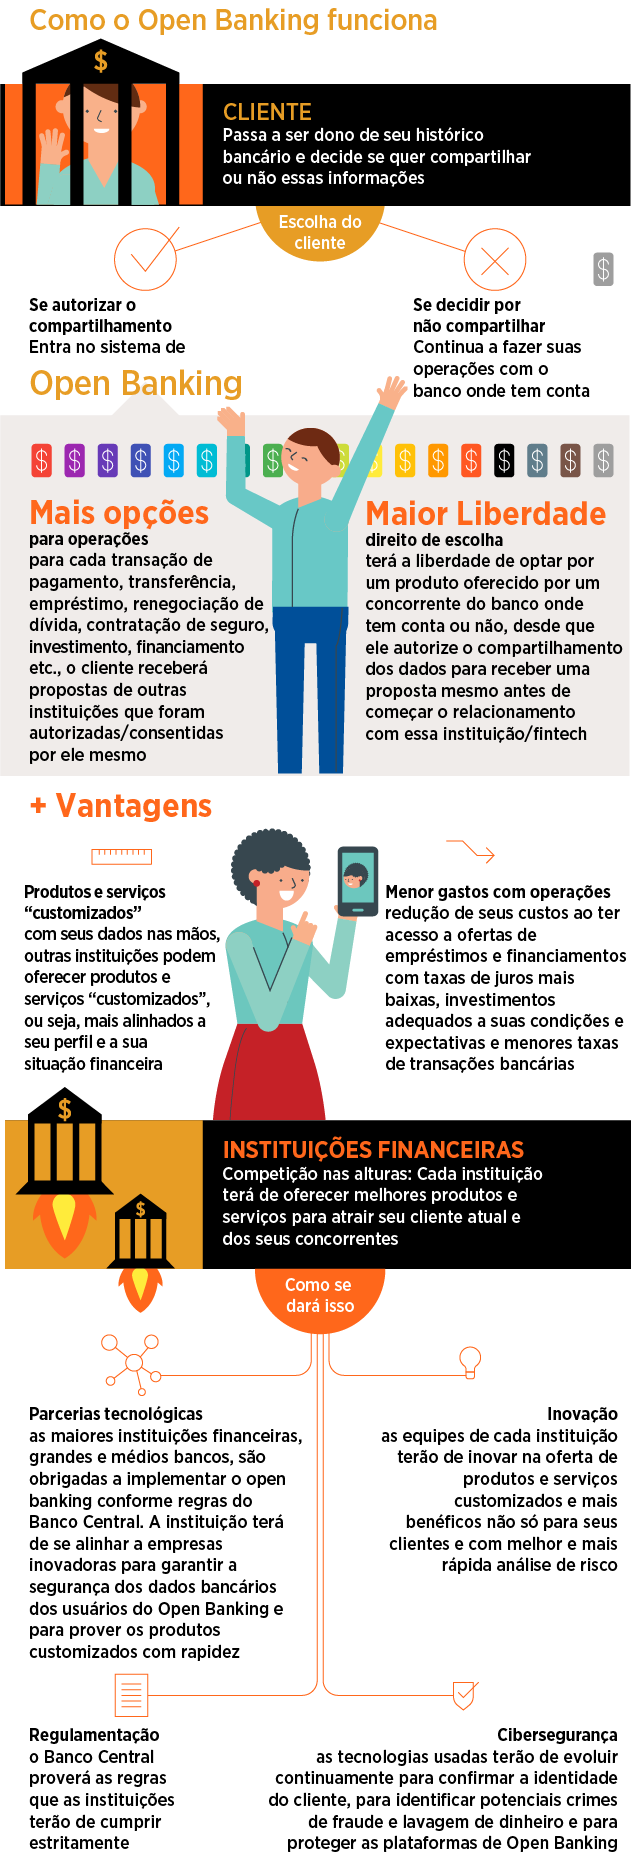 Como o Open Banking funciona
$
CLIENTE
Passa a ser dono de seu histórico
bancário e decide se quer compartilhar
ou não essas informações
Escolha do
cliente
Se autorizar o
compartilhamento
Entra no sistema de
Open Banking
Se decidir por
não compartilhar
Continua a fazer suas
operações com o
banco onde tem conta
$
$ $ $ $ $ $ $ $ $ $ $ $ $ $ $ $ $
Mais opções
para operações
para cada transação de
pagamento, transferência,
empréstimo, renegociação de
dívida, contratação de seguro,
investimento, financiamento
etc., o cliente receberá
propostas de outras
instituições que foram
autorizadas/consentidas
por ele mesmo
Maior Liberdade
direito de escolha
terá a liberdade de optar por
um produto oferecido por um
concorrente do banco onde
tem conta ou não, desde que
ele autorize o compartilhamento
dos dados para receber uma
proposta mesmo antes de
começar o relacionamento
com essa instituição/fintech
+ Vantagens
Produtos e serviços
“customizados”
com seus dados nas mãos,
outras instituições podem
oferecer produtos e
serviços “customizados”,
ou seja, mais alinhados a
seu perfil e a sua
situação financeira
Menor gastos com operações
redução de seus custos ao ter
acesso a ofertas de
empréstimos e financiamentos
com taxas de juros mais
baixas, investimentos
adequados a suas condições e
expectativas e menores taxas
de transações bancárias
$
$
INSTITUIÇÕES FINANCEIRAS
Competição nas alturas: Cada instituição
terá de oferecer melhores produtos e
serviços para atrair seu cliente atual e
dos seus concorrentes
Como se
dará isso
Parcerias tecnológicas
as maiores instituições financeiras,
grandes e médios bancos, são
obrigadas a implementar o open
banking conforme regras do
Banco Central. A instituição terá
de se alinhar a empresas
inovadoras para garantir a
segurança dos dados bancários
dos usuários do Open Banking e
para prover os produtos
customizados com rapidez
Inovação
as equipes de cada instituição
terão de inovar na oferta de
produtos e serviços
customizados e mais
benéficos não só para seus
clientes e com melhor e mais
rápida análise de risco
Regulamentação
o Banco Central
proverá as regras
que as instituições
terão de cumprir
estritamente
Cibersegurança
as tecnologias usadas terão de evoluir
continuamente para confirmar a identidade
do cliente, para identificar potenciais crimes
de fraude e lavagem de dinheiro e para
proteger as plataformas de Open Banking